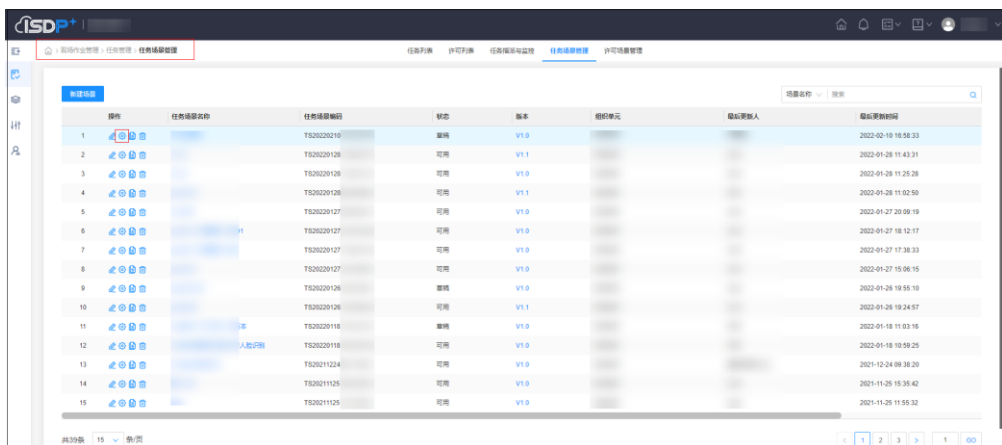 ISDP+
现场作业管理 > 任务管理 > 任务场景管理 任务列表 许可列表 任务指派与监控 任务场景管理 许可场景管理
新建场景 场景名称 搜索
操作 任务场景名称 任务场景编码 状态 版本 组织单元 最后更新人 最后更新时间
1 TS20220210 草稿 V1.0 2022-02-10 16:58:33
2 TS20220128 可用 V1.1 2022-01-28 11:43:31
3 TS20220128 可用 V1.0 2022-01-28 11:25:28
4 TS20220128 可用 V1.1 2022-01-28 11:02:50
5 TS20220127 可用 V1.0 2022-01-27 20:09:19
6 TS20220127 可用 V1.0 2022-01-27 18:12:17
7 TS20220127 可用 V1.0 2022-01-27 17:38:33
8 TS20220127 可用 V1.0 2022-01-27 15:06:15
9 TS20220126 草稿 V1.0 2022-01-26 19:55:10
10 TS20220126 可用 V1.1 2022-01-26 19:24:57
11 本 TS20220118 草稿 V1.0 2022-01-18 11:03:16
12 人脸识别 TS20220118 可用 V1.0 2022-01-18 10:59:25
13 TS20211224 可用 V1.0 2021-12-24 09:38:20
14 TS20211125 可用 V1.0 2021-11-25 15:35:42
15 TS20211125 可用 V1.0 2021-11-25 11:55:32
共39条 15 条/页 < 1 2 3 > 1 GO